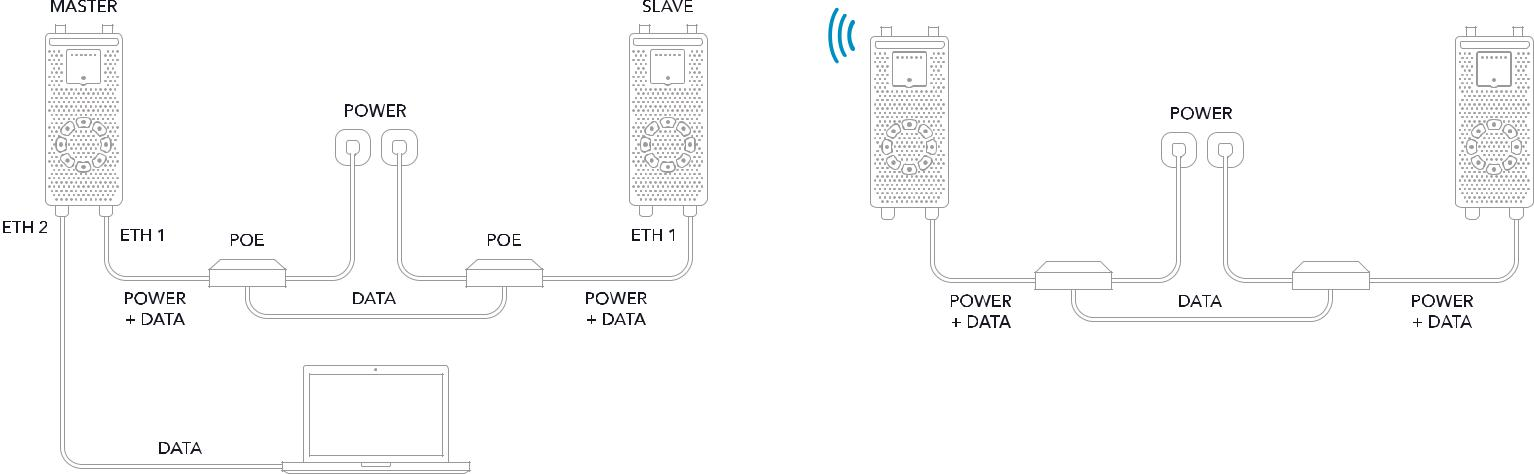 MASTER
SLAVE
POWER
ETH 2
ETH 1
POE
POE
ETH 1
POWER
+ DATA
DATA
POWER
+ DATA
DATA
POWER
POWER
+ DATA
DATA
POWER
+ DATA